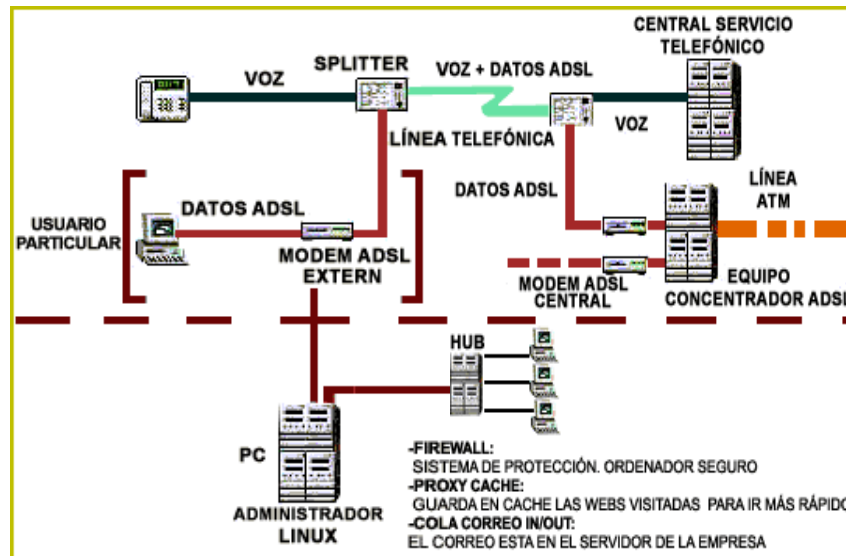 CENTRAL SERVICIO
TELEFÓNICO
SPLITTER
VOZ + DATOS ADSL
VOZ
LÍNEA TELEFÓNICA
VOZ
DATOS ADSL
LÍNEA
ATM
USUARIO
PARTICULAR
DATOS ADSL
MODEM ADSL
EXTERN
MODEM ADSL
CENTRAL
EQUIPO
CONCENTRADOR ADSL
HUB
PC
ADMINISTRADOR
LINUX
-FIREWALL:
SISTEMA DE PROTECCIÓN. ORDENADOR SEGURO
-PROXY CACHE:
GUARDA EN CACHE LAS WEBS VISITADAS PARA IR MÁS RÁPIDO
-COLA CORREO IN/OUT:
EL CORREO ESTA EN EL SERVIDOR DE LA EMPRESA